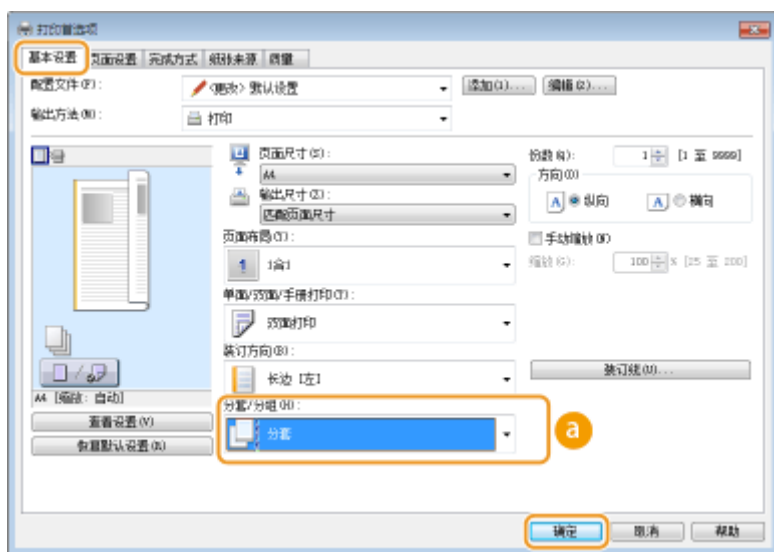 打印首选项
基本设置 页面设置 完成方式 纸张来源 质量
配置文件(F): <更改> 默认设置 添加(1)... 编辑(2)...
输出方法(M): 打印
页面尺寸(S): 份数(Q): 1 [1 至 9999]
A4 方向(O)
输出尺寸(Z): A 纵向 A 横向
匹配页面尺寸
页面布局(T): 手动缩放(W)
1 1合1 缩放(G): 100 % [25 至 200]
单面/双面/手册打印(T):
双面打印
装订方向(B):
长边 [左] 装订线(U)...
A4 [缩放: 自动]
分套/分组(H):
查看设置(V) 分套 a
恢复默认设置(R)
确定 取消 帮助